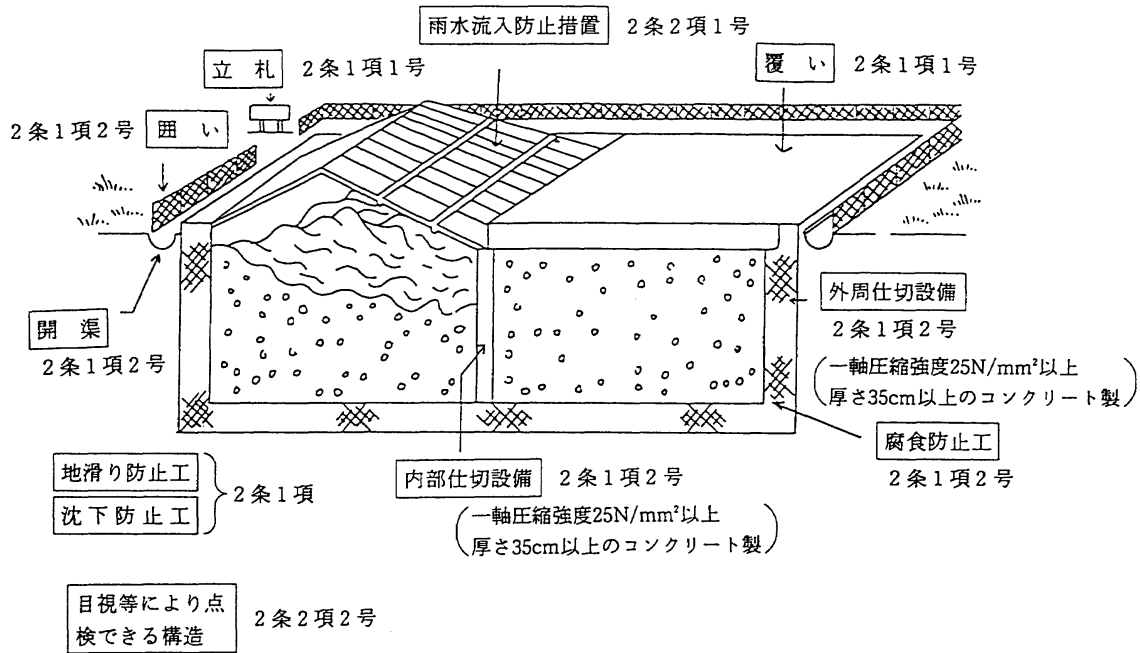 雨水流入防止措置 2条2項1号
立札 2条1項1号
覆い 2条1項1号
2条1項2号 囲い
開渠
2条1項2号
外周仕切設備
2条1項2号
(一軸圧縮強度25N/mm²以上
厚さ35cm以上のコンクリート製)
腐食防止工
2条1項2号
地滑り防止工
沈下防止工
2条1項
内部仕切設備 2条1項2号
(一軸圧縮強度25N/mm²以上
厚さ35cm以上のコンクリート製)
目視等により点
検できる構造
2条2項2号